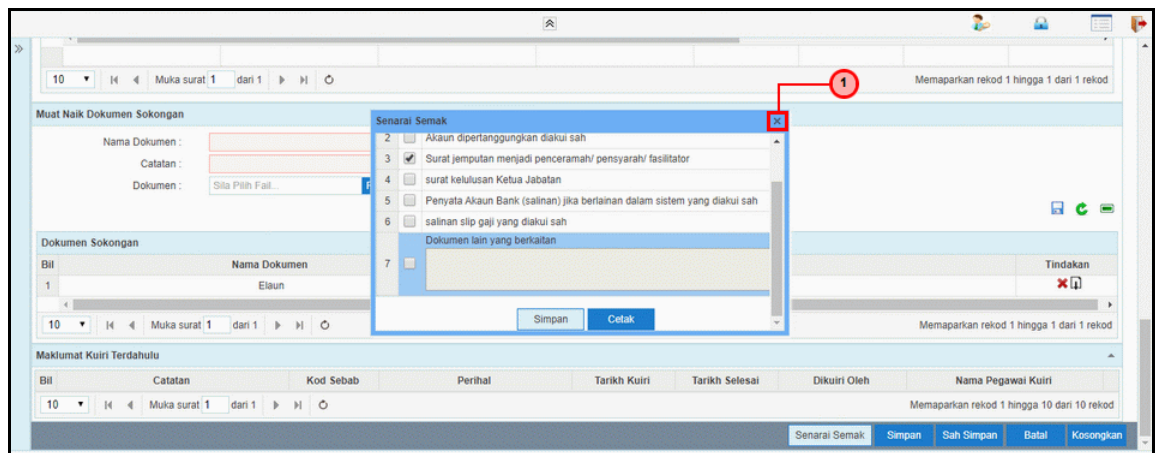 10 Muka surat 1 dari 1 Memaparkan rekod 1 hingga 1 dari 1 rekod
1
Muat Naik Dokumen Sokongan
Nama Dokumen :
Catatan :
Dokumen : Sila Pilih Fail...
Senarai Semak
2 Akaun dipertanggungkan diakui sah
3 Surat jemputan menjadi penceramah/ pensyarah/ fasilitator
4 surat kelulusan Ketua Jabatan
5 Penyata Akaun Bank (salinan) jika berlainan dalam sistem yang diakui sah
6 salinan slip gaji yang diakui sah
7 Dokumen lain yang berkaitan
Simpan Cetak
Dokumen Sokongan
Bil Nama Dokumen Tindakan
1 Elaun
10 Muka surat 1 dari 1 Memaparkan rekod 1 hingga 1 dari 1 rekod
Maklumat Kuiri Terdahulu
Bil Catatan Kod Sebab Perihal Tarikh Kuiri Tarikh Selesai Dikuiri Oleh Nama Pegawai Kuiri
10 Muka surat 1 dari 1 Memaparkan rekod 1 hingga 10 dari 10 rekod
Senarai Semak Simpan Sah Simpan Batal Kosongkan